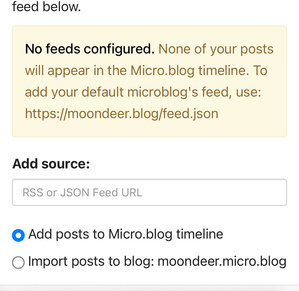 feed below.
No feeds configured. None of your posts
will appear in the Micro.blog timeline. To
add your default microblog's feed, use:
https://moondeer.blog/feed.json
Add source:
RSS or JSON Feed URL
Add posts to Micro.blog timeline
Import posts to blog: moondeer.micro.blog